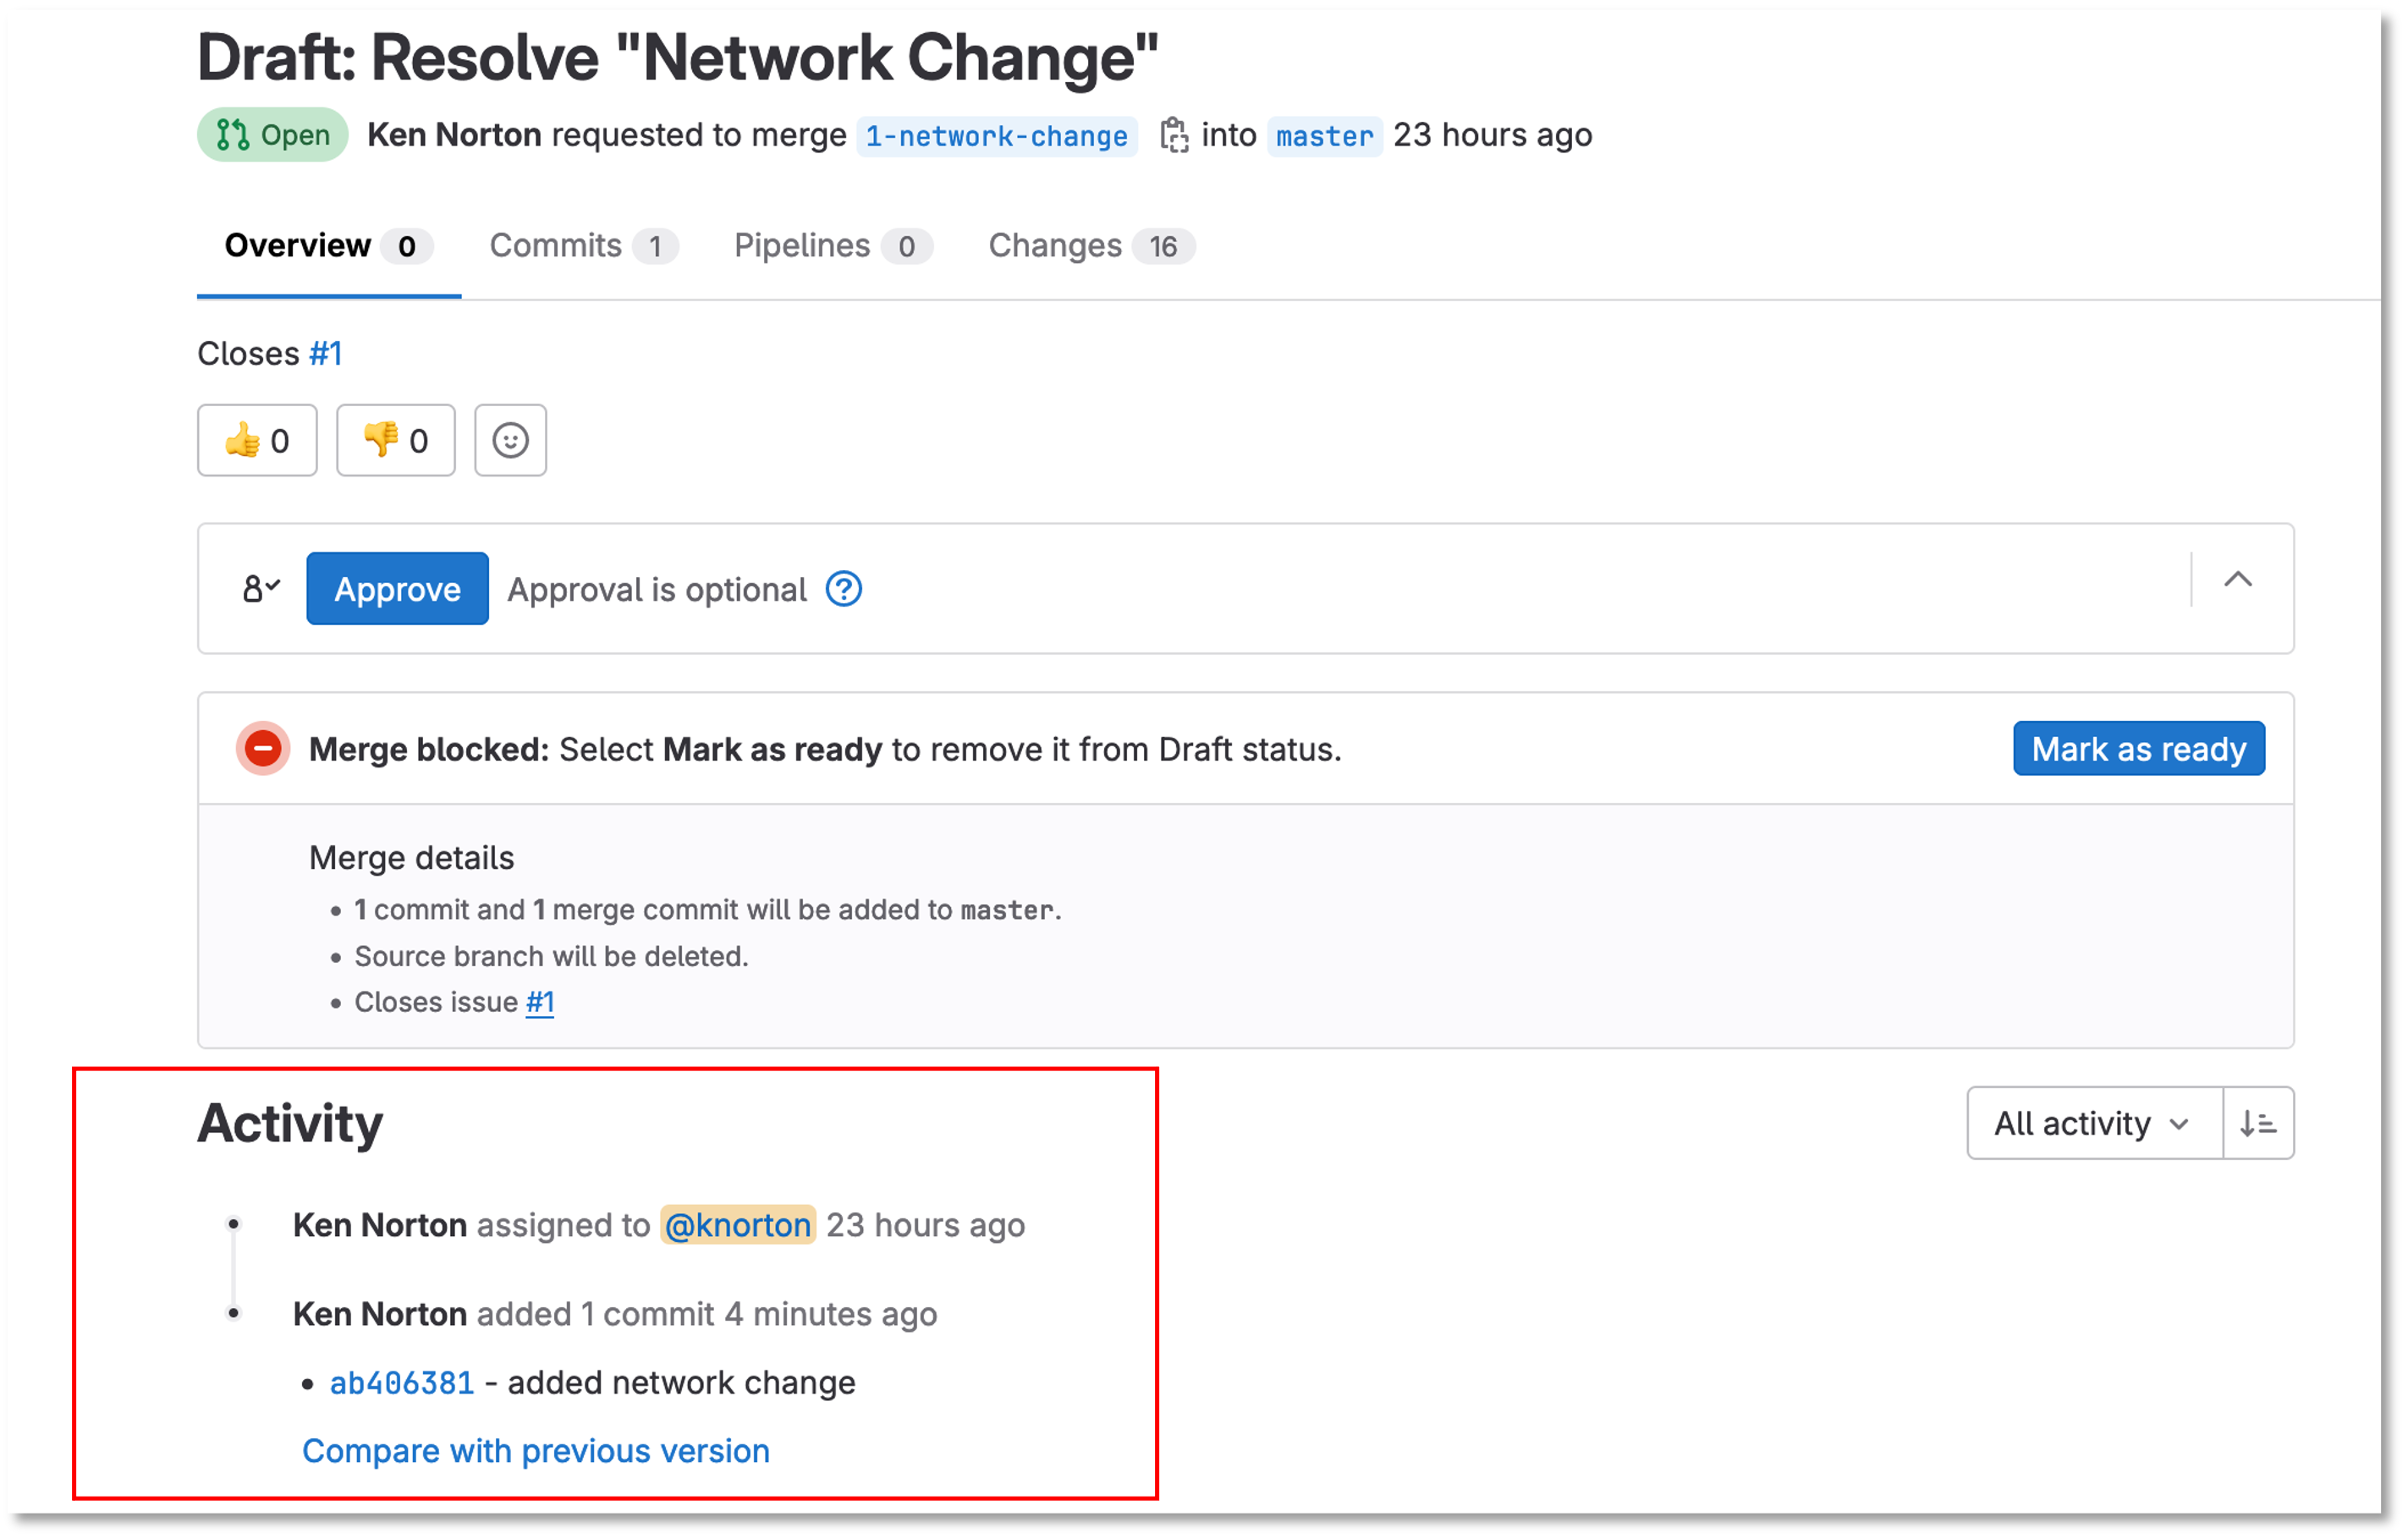 Draft: Resolve "Network Change"
Open Ken Norton requested to merge 1-network-change into master 23 hours ago
Overview 0 Commits 1 Pipelines 0 Changes 16
Closes #1
👍 0 👎 0
Approve Approval is optional ?
Merge blocked: Select Mark as ready to remove it from Draft status. Mark as ready
Merge details
• 1 commit and 1 merge commit will be added to master.
• Source branch will be deleted.
• Closes issue #1
Activity All activity
Ken Norton assigned to @knorton 23 hours ago
Ken Norton added 1 commit 4 minutes ago
• ab406381 - added network change
Compare with previous version